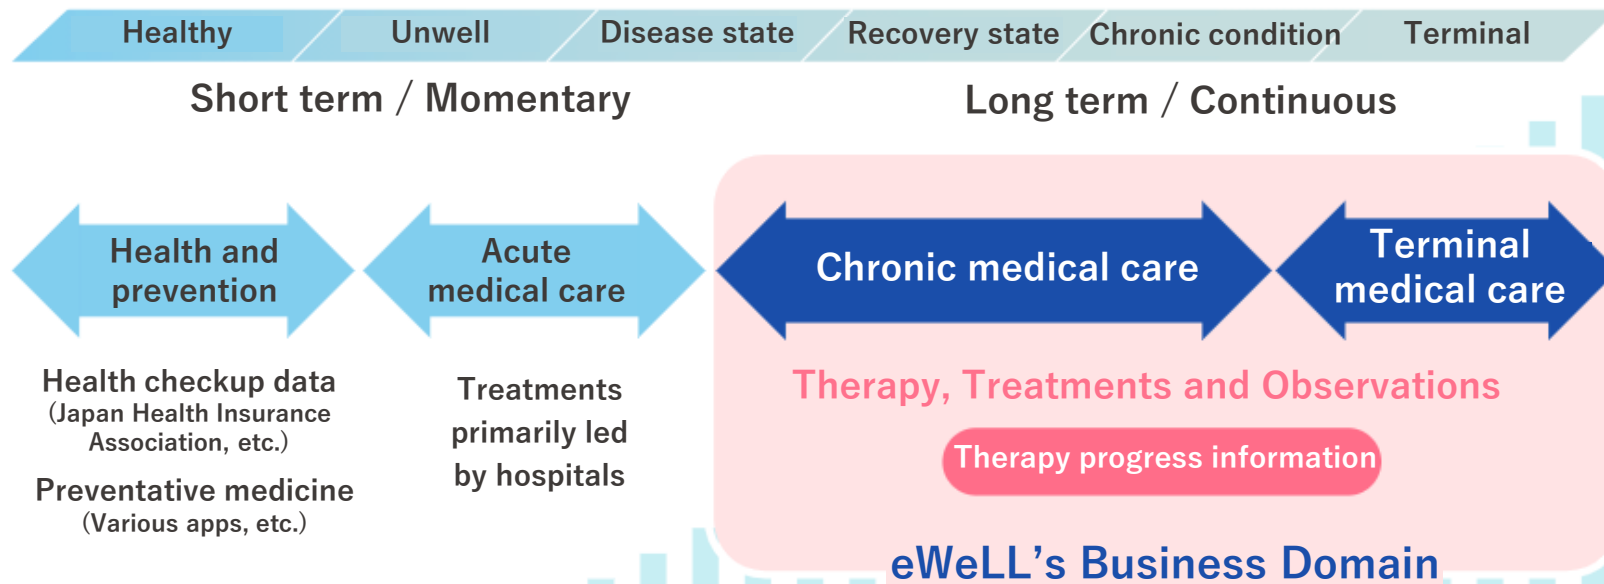 Healthy
Unwell
Disease state
Recovery state
Chronic condition
Terminal
Short term / Momentary
Long term / Continuous
Health and
prevention
Acute
medical care
Chronic medical care
Terminal
medical care
Health checkup data
(Japan Health Insurance
Association, etc.)
Preventative medicine
(Various apps, etc.)
Treatments
primarily led
by hospitals
Therapy, Treatments and Observations
Therapy progress information
eWeLL's Business Domain